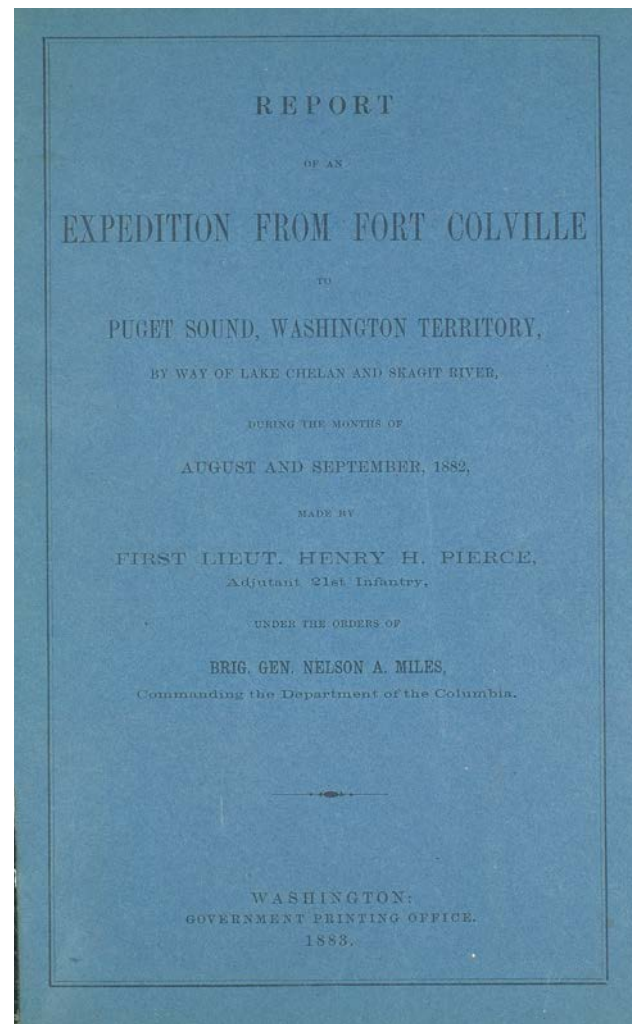 REPORT
OF AN
EXPEDITION FROM FORT COLVILLE
TO
PUGET SOUND, WASHINGTON TERRITORY,
BY WAY OF LAKE CHELAN AND SKAGIT RIVER,
DURING THE MONTHS OF
AUGUST AND SEPTEMBER, 1882,
MADE BY
FIRST LIEUT. HENRY H. PIERCE,
Adjutant 21st Infantry,
UNDER THE ORDERS OF
BRIG. GEN. NELSON A. MILES,
Commanding the Department of the Columbia.
WASHINGTON:
GOVERNMENT PRINTING OFFICE.
1883.